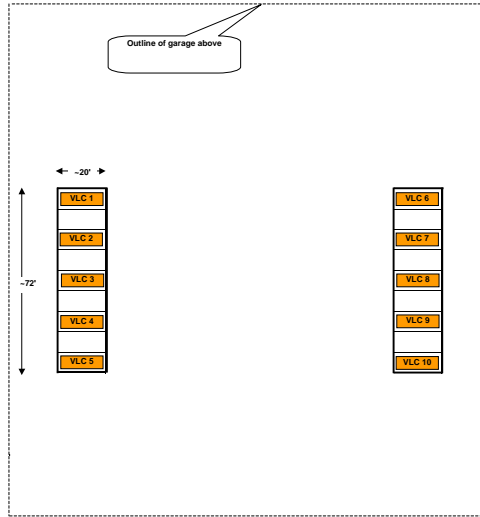 Outline of garage above
~20'
VLC 1
VLC 6
VLC 2
VLC 7
~72'
VLC 3
VLC 8
VLC 4
VLC 9
VLC 5
VLC 10